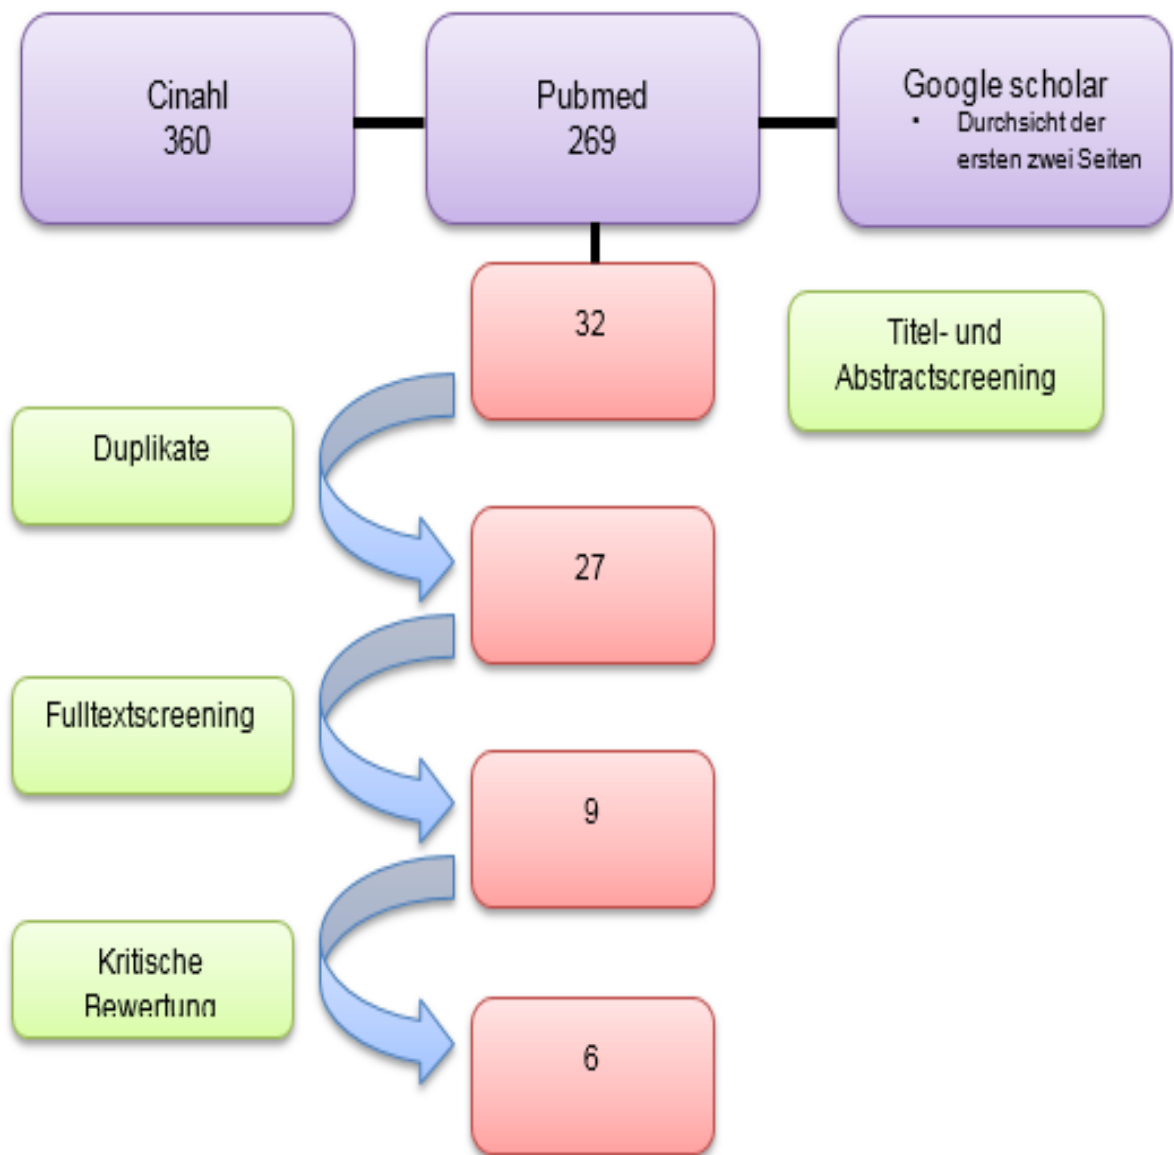 Cinahl
360
Pubmed
269
Google scholar
▪ Durchsicht der
ersten zwei Seiten
32
Titel- und
Abstractscreening
Duplikate
27
Fulltextscreening
9
Kritische
Bewertung
6